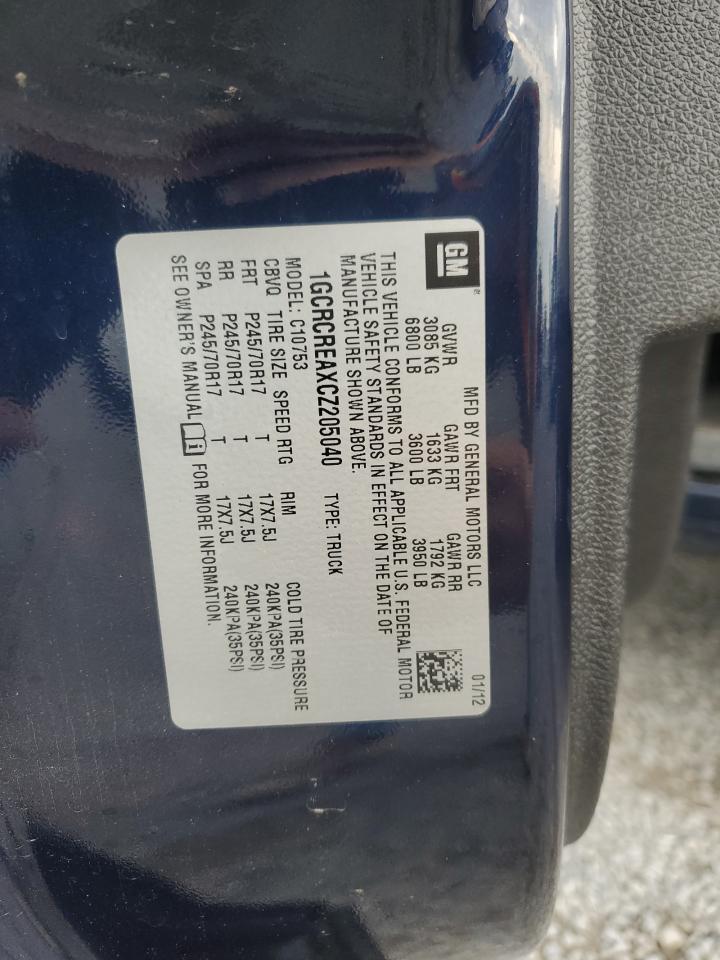 GM
MFD BY GENERAL MOTORS LLC 01/12
GVWR GAWR FRT GAWR RR
3085 KG 1633 KG 1792 KG
6800 LB 3600 LB 3950 LB
THIS VEHICLE CONFORMS TO ALL APPLICABLE U.S. FEDERAL MOTOR
VEHICLE SAFETY STANDARDS IN EFFECT ON THE DATE OF
MANUFACTURE SHOWN ABOVE.
1GCRCREAXCZ205040 TYPE: TRUCK
MODEL: C10753
CBVQ TIRE SIZE SPEED RTG RIM COLD TIRE PRESSURE
FRT P245/70R17 T 17X7.5J 240KPA(35PSI)
RR P245/70R17 T 17X7.5J 240KPA(35PSI)
SPA P245/70R17 T 17X7.5J 240KPA(35PSI)
SEE OWNER'S MANUAL i FOR MORE INFORMATION.